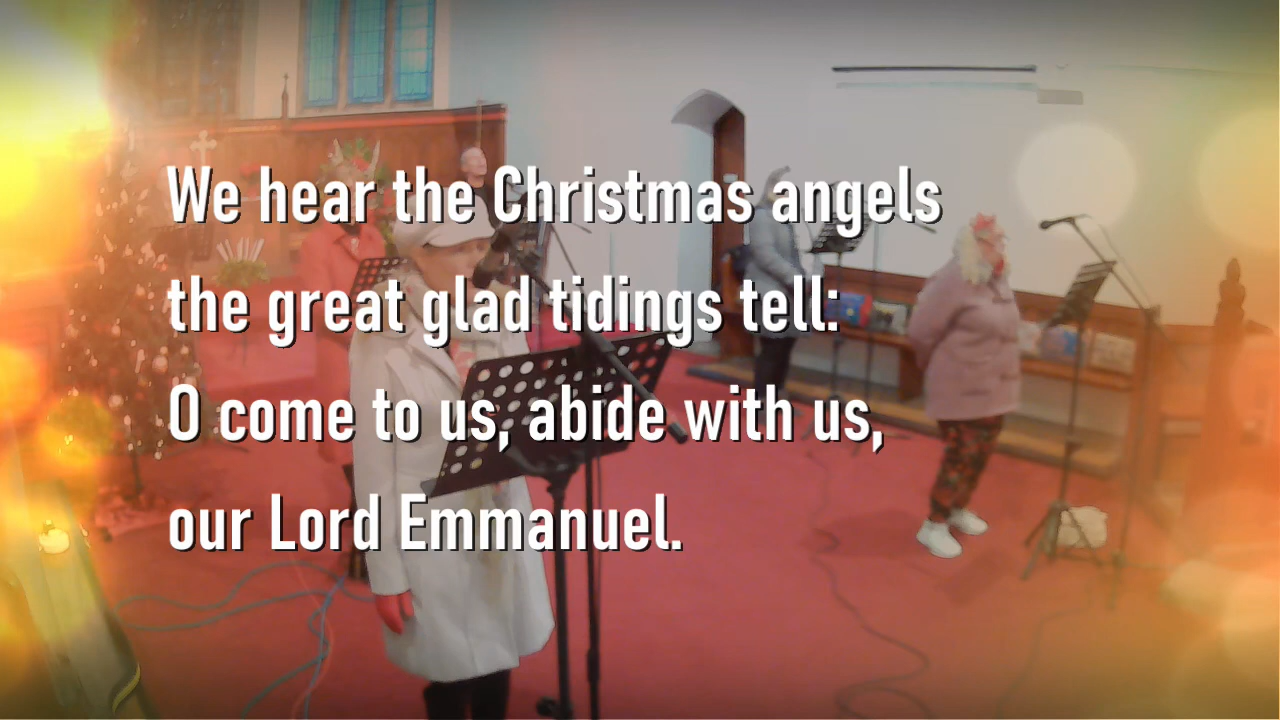 We hear the Christmas angels
the great glad tidings tell:
O come to us, abide with us,
our Lord Emmanuel.